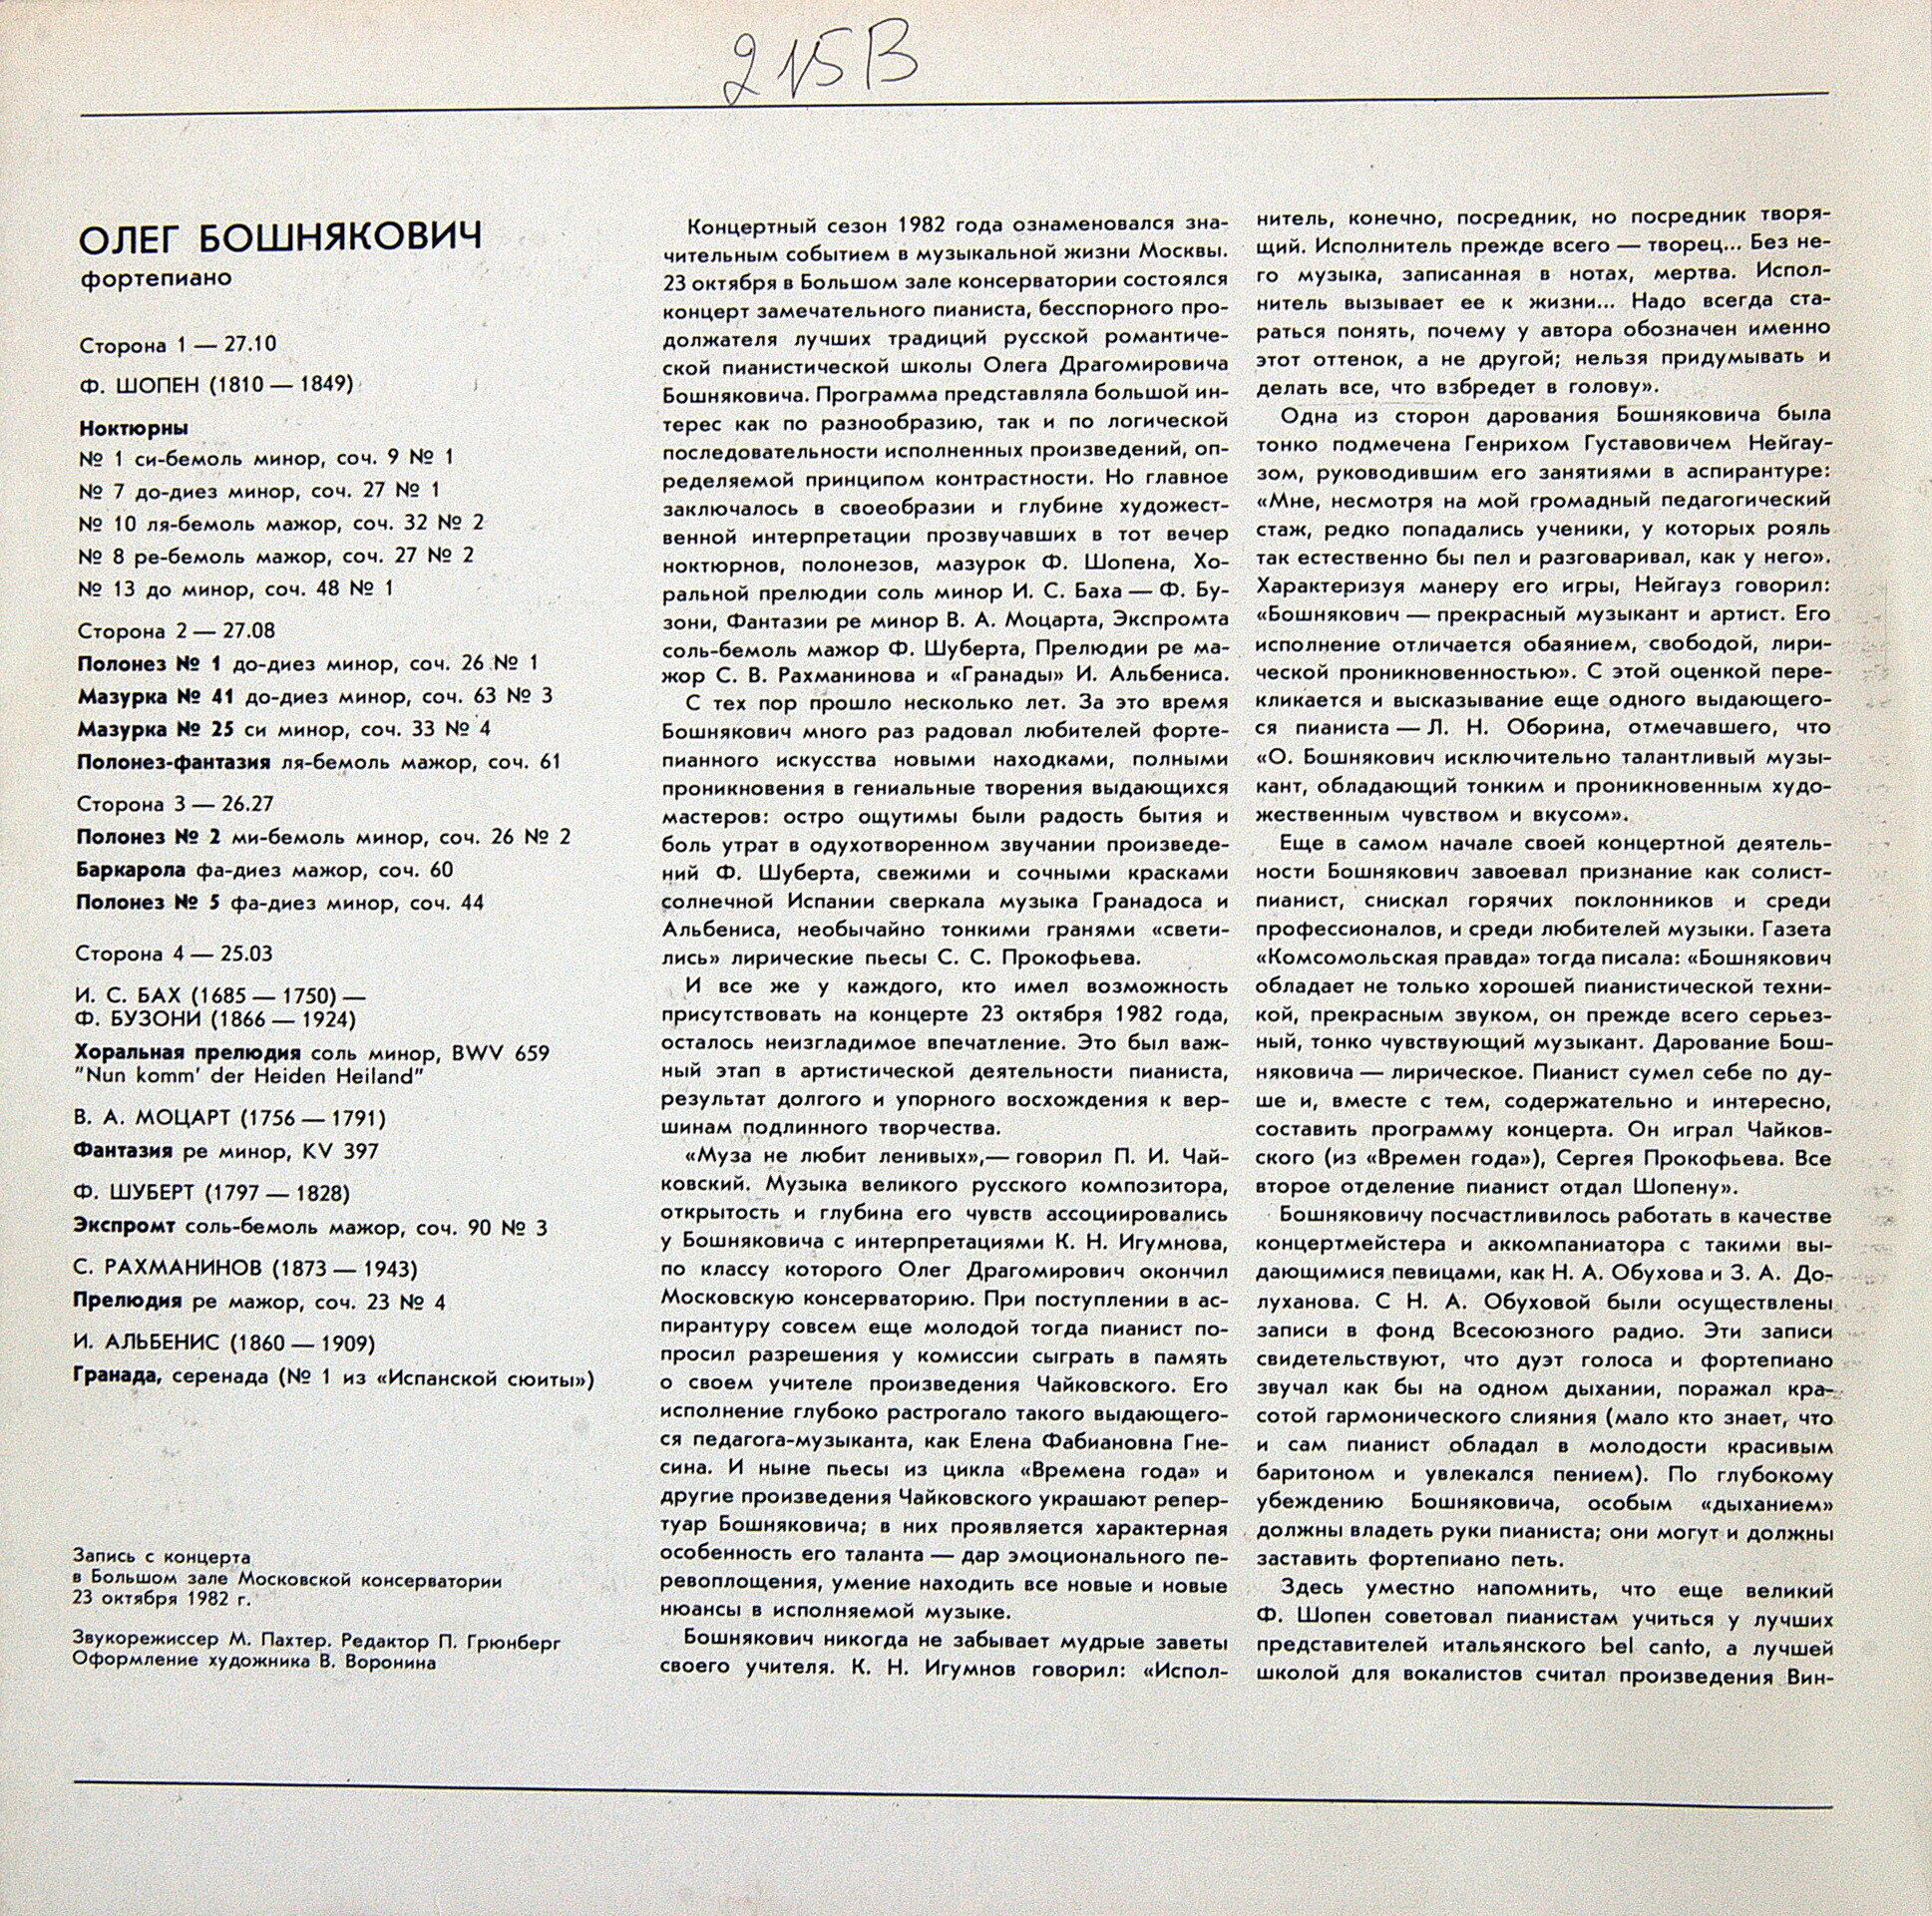 215В
ОЛЕГ БОШНЯКОВИЧ
фортепиано
Сторона 1 — 27.10
Ф. ШОПЕН (1810 — 1849)
Ноктюрны
№ 1 си-бемоль минор, соч. 9 № 1
№ 7 до-диез минор, соч. 27 № 1
№ 10 ля-бемоль мажор, соч. 32 № 2
№ 8 ре-бемоль мажор, соч. 27 № 2
№ 13 до минор, соч. 48 № 1
Сторона 2 — 27.08
Полонез № 1 до-диез минор, соч. 26 № 1
Мазурка № 41 до-диез минор, соч. 63 № 3
Мазурка № 25 си минор, соч. 33 № 4
Полонез-фантазия ля-бемоль мажор, соч. 61
Сторона 3 — 26.27
Полонез № 2 ми-бемоль минор, соч. 26 № 2
Баркарола фа-диез мажор, соч. 60
Полонез № 5 фа-диез минор, соч. 44
Сторона 4 — 25.03
И. С. БАХ (1685 — 1750) —
Ф. БУЗОНИ (1866 — 1924)
Хоральная прелюдия соль минор, BWV 659
"Nun komm' der Heiden Heiland"
В. А. МОЦАРТ (1756 — 1791)
Фантазия ре минор, KV 397
Ф. ШУБЕРТ (1797 — 1828)
Экспромт соль-бемоль мажор, соч. 90 № 3
С. РАХМАНИНОВ (1873 — 1943)
Прелюдия ре мажор, соч. 23 № 4
И. АЛЬБЕНИС (1860 — 1909)
Гранада, серенада (№ 1 из «Испанской сюиты»)
Запись с концерта
в Большом зале Московской консерватории
23 октября 1982 г.
Звукорежиссер М. Пахтер. Редактор П. Грюнберг
Оформление художника В. Воронина
Концертный сезон 1982 года ознаменовался зна-
чительным событием в музыкальной жизни Москвы.
23 октября в Большом зале консерватории состоялся
концерт замечательного пианиста, бесспорного про-
должателя лучших традиций русской романтиче-
ской пианистической школы Олега Драгомировича
Бошняковича. Программа представляла большой ин-
терес как по разнообразию, так и по логической
последовательности исполненных произведений, оп-
ределяемой принципом контрастности. Но главное
заключалось в своеобразии и глубине художест-
венной интерпретации прозвучавших в тот вечер
ноктюрнов, полонезов, мазурок Ф. Шопена, Хо-
ральной прелюдии соль минор И. С. Баха — Ф. Бу-
зони, Фантазии ре минор В. А. Моцарта, Экспромта
соль-бемоль мажор Ф. Шуберта, Прелюдии ре ма-
жор С. В. Рахманинова и «Гранады» И. Альбениса.
С тех пор прошло несколько лет. За это время
Бошнякович много раз радовал любителей форте-
пианного искусства новыми находками, полными
проникновения в гениальные творения выдающихся
мастеров: остро ощутимы были радость бытия и
боль утрат в одухотворенном звучании произведе-
ний Ф. Шуберта, свежими и сочными красками
солнечной Испании сверкала музыка Гранадоса и
Альбениса, необычайно тонкими гранями «свети-
лись» лирические пьесы С. С. Прокофьева.
И все же у каждого, кто имел возможность
присутствовать на концерте 23 октября 1982 года,
осталось неизгладимое впечатление. Это был важ-
ный этап в артистической деятельности пианиста,
результат долгого и упорного восхождения к вер-
шинам подлинного творчества.
«Муза не любит ленивых»,— говорил П. И. Чай-
ковский. Музыка великого русского композитора,
открытость и глубина его чувств ассоциировались
у Бошняковича с интерпретациями К. Н. Игумнова,
по классу которого Олег Драгомирович окончил
Московскую консерваторию. При поступлении в ас-
пирантуру совсем еще молодой тогда пианист по-
просил разрешения у комиссии сыграть в память
о своем учителе произведения Чайковского. Его
исполнение глубоко растрогало такого выдающего-
ся педагога-музыканта, как Елена Фабиановна Гне-
сина. И ныне пьесы из цикла «Времена года» и
другие произведения Чайковского украшают репер-
туар Бошняковича; в них проявляется характерная
особенность его таланта — дар эмоционального пе-
ревоплощения, умение находить все новые и новые
нюансы в исполняемой музыке.
Бошнякович никогда не забывает мудрые заветы
своего учителя. К. Н. Игумнов говорил: «Испол-
нитель, конечно, посредник, но посредник творя-
щий. Исполнитель прежде всего — творец... Без не-
го музыка, записанная в нотах, мертва. Испол-
нитель вызывает ее к жизни... Надо всегда ста-
раться понять, почему у автора обозначен именно
этот оттенок, а не другой; нельзя придумывать и
делать все, что взбредет в голову».
Одна из сторон дарования Бошняковича была
тонко подмечена Генрихом Густавовичем Нейгау-
зом, руководившим его занятиями в аспирантуре:
«Мне, несмотря на мой громадный педагогический
стаж, редко попадались ученики, у которых рояль
так естественно бы пел и разговаривал, как у него».
Характеризуя манеру его игры, Нейгауз говорил:
«Бошнякович — прекрасный музыкант и артист. Его
исполнение отличается обаянием, свободой, лири-
ческой проникновенностью». С этой оценкой пере-
кликается и высказывание еще одного выдающего-
ся пианиста — Л. Н. Оборина, отмечавшего, что
«О. Бошнякович исключительно талантливый музы-
кант, обладающий тонким и проникновенным худо-
жественным чувством и вкусом».
Еще в самом начале своей концертной деятель-
ности Бошнякович завоевал признание как солист-
пианист, снискал горячих поклонников и среди
профессионалов, и среди любителей музыки. Газета
«Комсомольская правда» тогда писала: «Бошнякович
обладает не только хорошей пианистической техни-
кой, прекрасным звуком, он прежде всего серьез-
ный, тонко чувствующий музыкант. Дарование Бош-
няковича — лирическое. Пианист сумел себе по ду-
ше и, вместе с тем, содержательно и интересно,
составить программу концерта. Он играл Чайков-
ского (из «Времен года»), Сергея Прокофьева. Все
второе отделение пианист отдал Шопену».
Бошняковичу посчастливилось работать в качестве
концертмейстера и аккомпаниатора с такими вы-
дающимися певицами, как Н. А. Обухова и З. А. До-
луханова. С Н. А. Обуховой были осуществлены
записи в фонд Всесоюзного радио. Эти записи
свидетельствуют, что дуэт голоса и фортепиано
звучал как бы на одном дыхании, поражал кра-
сотой гармонического слияния (мало кто знает, что
и сам пианист обладал в молодости красивым
баритоном и увлекался пением). По глубокому
убеждению Бошняковича, особым «дыханием»
должны владеть руки пианиста; они могут и должны
заставить фортепиано петь.
Здесь уместно напомнить, что еще великий
Ф. Шопен советовал пианистам учиться у лучших
представителей итальянского bel canto, а лучшей
школой для вокалистов считал произведения Вин-